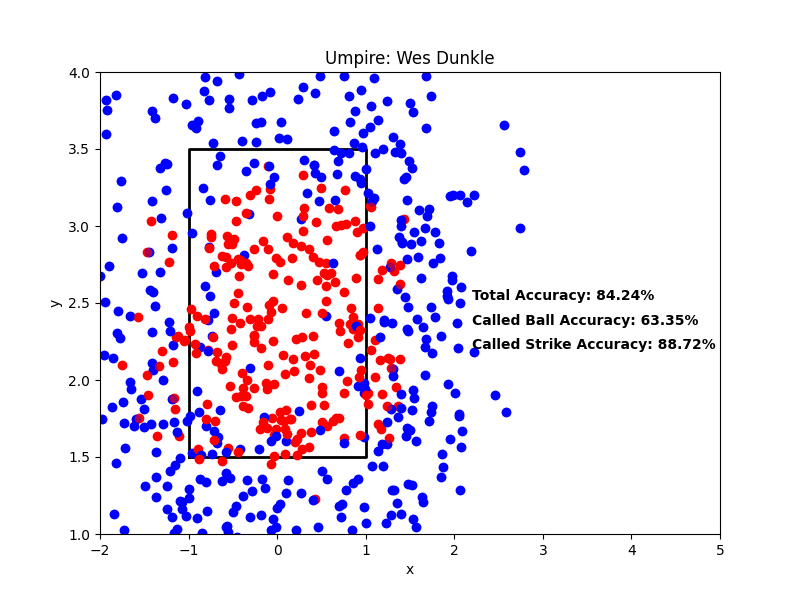 Umpire: Wes Dunkle
4.0
3.5
3.0
2.5
2.0
1.5
1.0
y
Total Accuracy: 84.24%
Called Ball Accuracy: 63.35%
Called Strike Accuracy: 88.72%
−2 −1 0 1 2 3 4 5
x